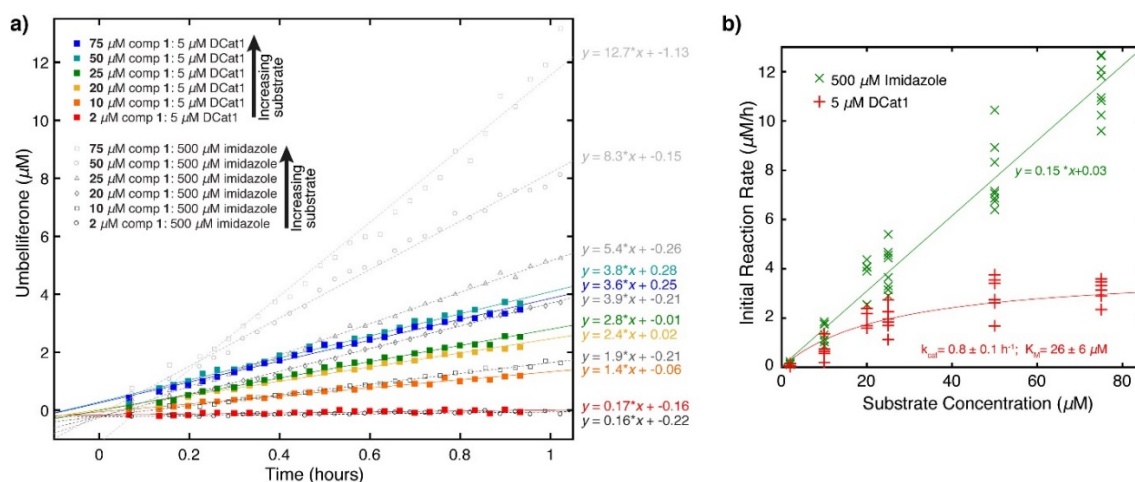 a)
75 µM comp 1: 5 µM DCat1
50 µM comp 1: 5 µM DCat1
25 µM comp 1: 5 µM DCat1
20 µM comp 1: 5 µM DCat1
10 µM comp 1: 5 µM DCat1
2 µM comp 1: 5 µM DCat1
Increasing
substrate
75 µM comp 1: 500 µM imidazole
50 µM comp 1: 500 µM imidazole
25 µM comp 1: 500 µM imidazole
20 µM comp 1: 500 µM imidazole
10 µM comp 1: 500 µM imidazole
2 µM comp 1: 500 µM imidazole
Increasing
substrate
Umbelliferone (µM)
12
10
8
6
4
2
0
0
0.2
0.4
0.6
0.8
1
Time (hours)
y = 12.7*x + -1.13
y = 8.3*x + -0.15
y = 5.4*x + -0.26
y = 3.8*x + 0.28
y = 3.6*x + 0.25
y = 3.9*x + -0.21
y = 2.8*x + -0.01
y = 2.4*x + 0.02
y = 1.9*x + -0.21
y = 1.4*x + -0.06
y = 0.17*x + -0.16
y = 0.16*x + -0.22
b)
500 µM Imidazole
5 µM DCat1
Initial Reaction Rate (µM/h)
12
10
8
6
4
2
0
y = 0.15 *x+0.03
kcat= 0.8 ± 0.1 h⁻¹; KM= 26 ± 6 µM
0
20
40
60
80
Substrate Concentration (µM)